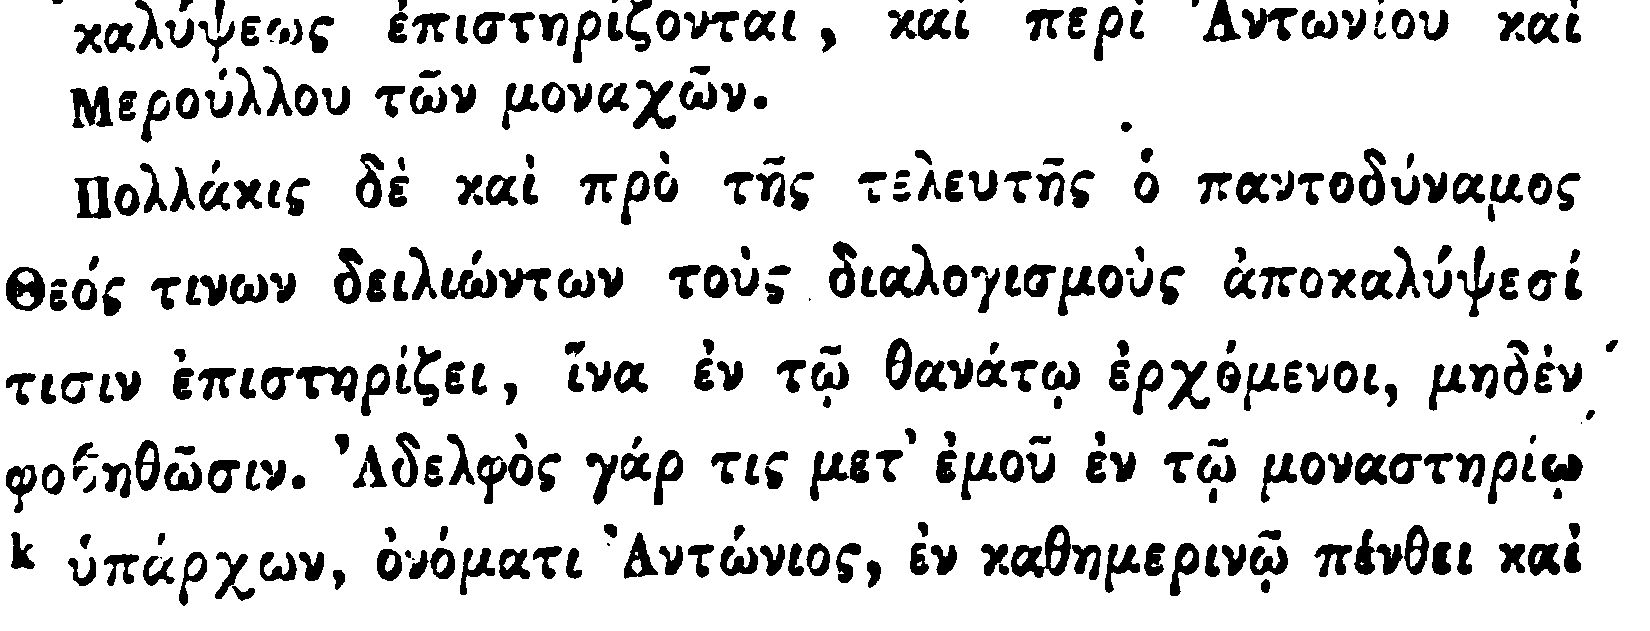 καλύψεως ἐπιστηρίζονται, καὶ περὶ Ἀντωνίου καὶ
Μερούλλου τῶν μοναχῶν.
Πολλάκις δὲ καὶ πρὸ τῆς τελευτῆς ὁ παντοδύναμος
Θεός τινων δειλιώντων τοὺς διαλογισμοὺς ἀποκαλύψεσί
τισιν ἐπιστηρίζει, ἵνα ἐν τῷ θανάτῳ ἐρχόμενοι, μηδὲν
φοβηθῶσιν. Ἀδελφὸς γάρ τις μετ' ἐμοῦ ἐν τῷ μοναστηρίῳ
k ὑπάρχων, ὀνόματι Ἀντώνιος, ἐν καθημερινῷ πένθει καὶ